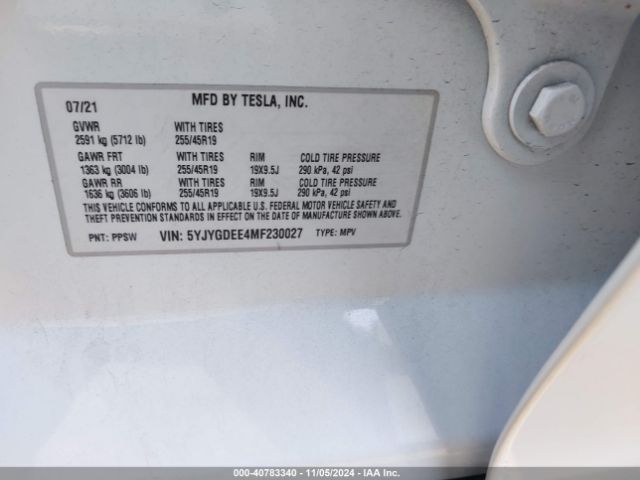 07/21 MFD BY TESLA, INC.
GVWR WITH TIRES
2591 kg (5712 lb) 255/45R19
GAWR FRT WITH TIRES RIM COLD TIRE PRESSURE
1363 kg (3004 lb) 255/45R19 19X9.5J 290 kPa, 42 psi
GAWR RR WITH TIRES RIM COLD TIRE PRESSURE
1636 kg (3606 lb) 255/45R19 19X9.5J 290 kPa, 42 psi
THIS VEHICLE CONFORMS TO ALL APPLICABLE U.S. FEDERAL MOTOR VEHICLE SAFETY AND
THEFT PREVENTION STANDARDS IN EFFECT ON THE DATE OF MANUFACTURE SHOWN ABOVE.
PNT: PPSW VIN: 5YJYGDEE4MF230027 TYPE: MPV
000-40783340 - 11/05/2024 - IAA Inc.